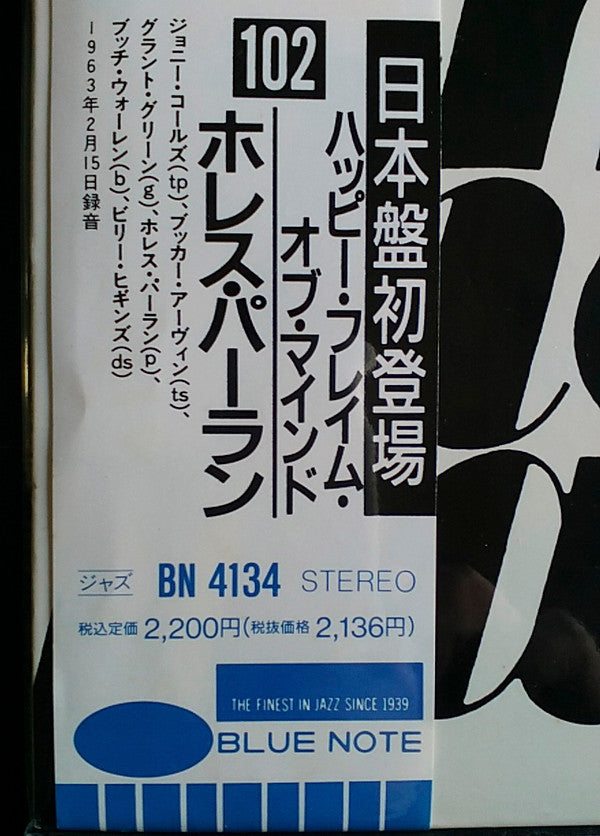 日本盤初登場
102
ハッピー・フレイム・
オブ・マインド
ホレス・パーラン
ジョニー・コールズ(tp)、ブッカー・アーヴィン(ts)、
グラント・グリーン(g)、ホレス・パーラン(p)、
ブッチ・ウォーレン(b)、ビリー・ヒギンズ(ds)
1963年2月15日録音
ジャズ BN 4134 STEREO
税込定価 2,200円(税抜価格 2,136円)
THE FINEST IN JAZZ SINCE 1939
BLUE NOTE